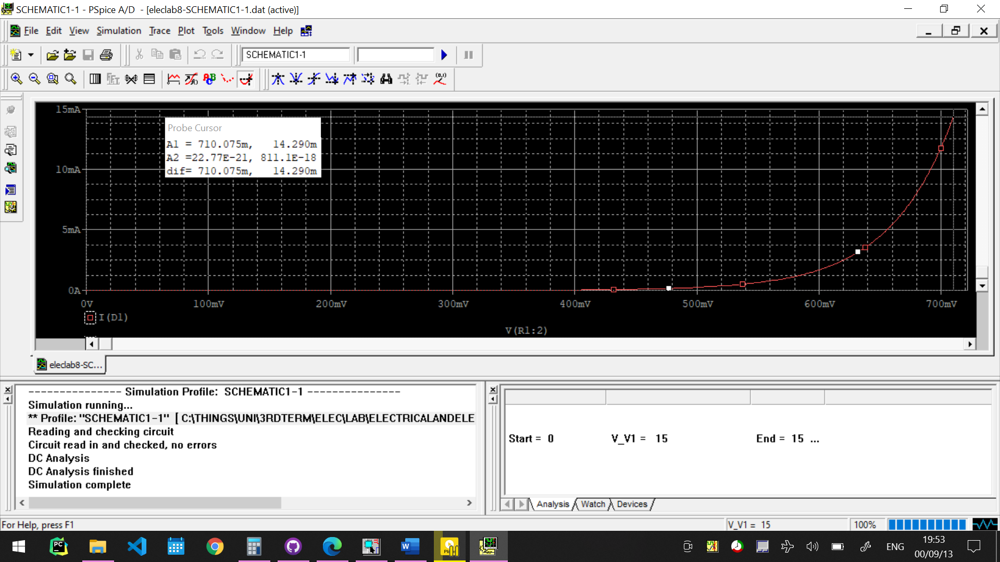 SCHEMATIC1-1 - PSpice A/D - [eleclab8-SCHEMATIC1-1.dat (active)]
File Edit View Simulation Trace Plot Tools Window Help
SCHEMATIC1-1
15mA
10mA
5mA
0A
Probe Cursor
A1 = 710.075m, 14.290m
A2 =22.77E-21, 811.1E-18
dif= 710.075m, 14.290m
0V 100mV 200mV 300mV 400mV 500mV 600mV 700mV
I(D1)
V(R1:2)
eleclab8-SC...
--------------- Simulation Profile: SCHEMATIC1-1 ---------------
Simulation running...
** Profile: "SCHEMATIC1-1" [ C:\THINGS\UNI\3RDTERM\ELEC\LAB\ELECTRICALANDELE
Reading and checking circuit
Circuit read in and checked, no errors
DC Analysis
DC Analysis finished
Simulation complete
Start = 0 V_V1 = 15 End = 15 ...
Analysis Watch Devices
For Help, press F1
V_V1 = 15 100%
ENG
19:53
00/09/13